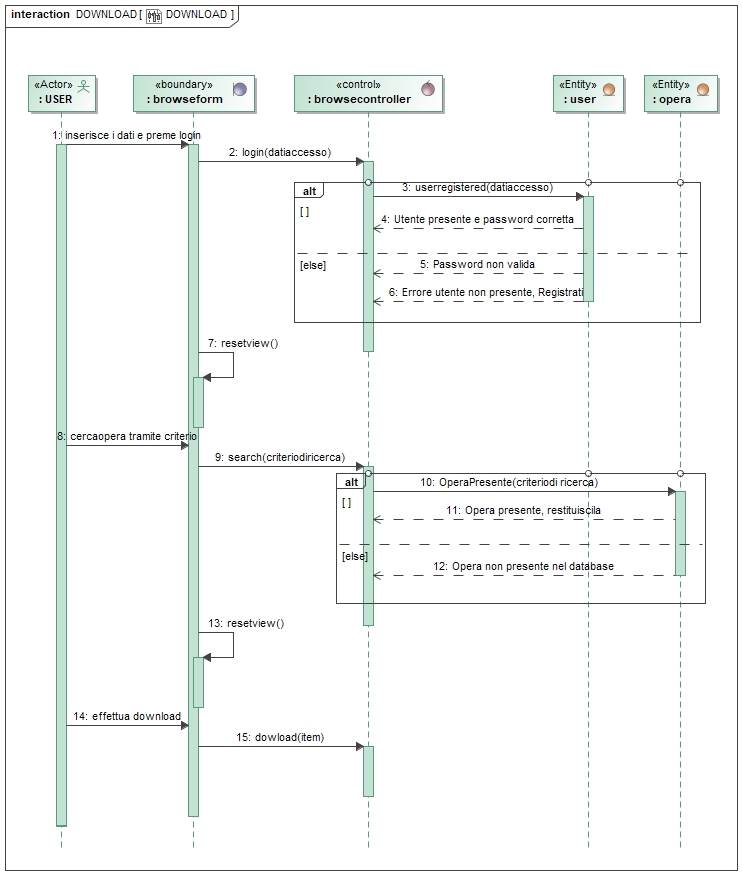 interaction DOWNLOAD [ DOWNLOAD ]
«Actor»
: USER
«boundary»
: browseform
«control»
: browsecontroller
«Entity»
: user
«Entity»
: opera
1: inserisce i dati e preme login
2: login(datiaccesso)
alt
3: userregistered(datiaccesso)
[ ]
4: Utente presente e password corretta
[else]
5: Password non valida
6: Errore utente non presente, Registrati
7: resetview()
8: cercaopera tramite criterio
9: search(criteriodiricerca)
alt
10: OperaPresente(criteriodi ricerca)
[ ]
11: Opera presente, restituiscila
[else]
12: Opera non presente nel database
13: resetview()
14: effettua download
15: dowload(item)